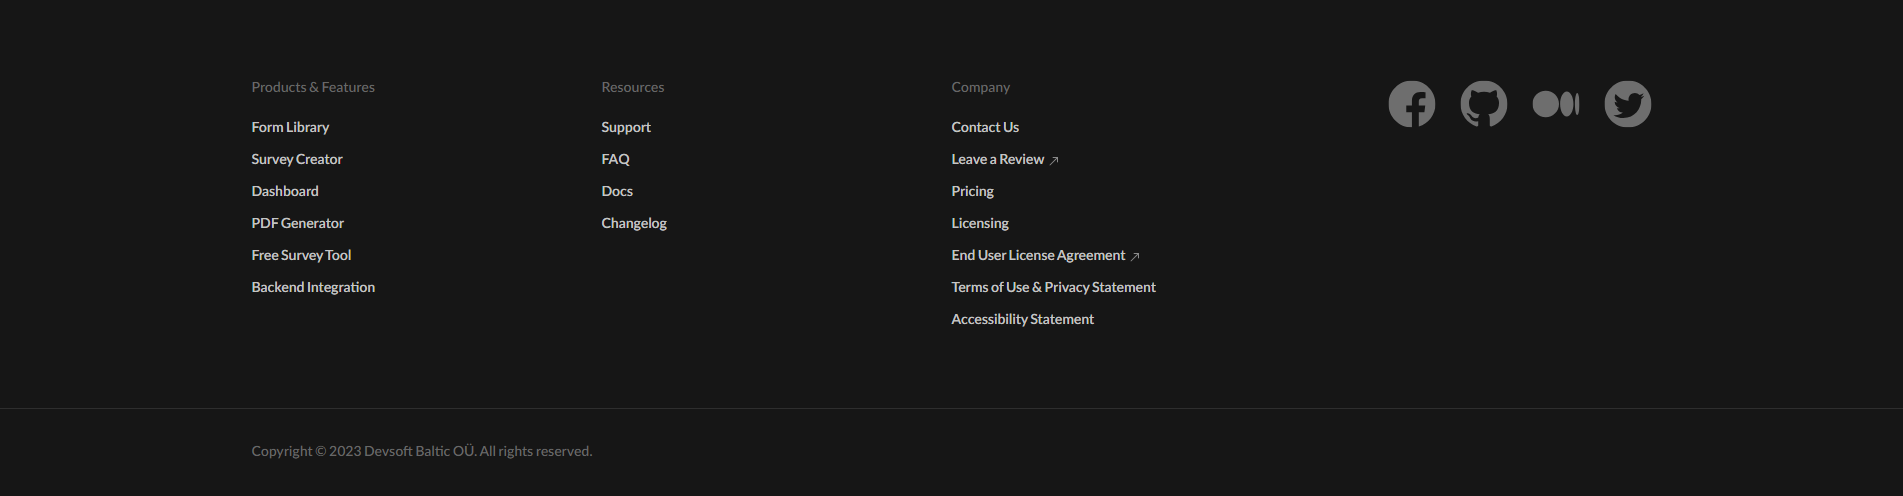 Products & Features
Form Library
Survey Creator
Dashboard
PDF Generator
Free Survey Tool
Backend Integration
Resources
Support
FAQ
Docs
Changelog
Company
Contact Us
Leave a Review
Pricing
Licensing
End User License Agreement
Terms of Use & Privacy Statement
Accessibility Statement
Copyright © 2023 Devsoft Baltic OÜ. All rights reserved.